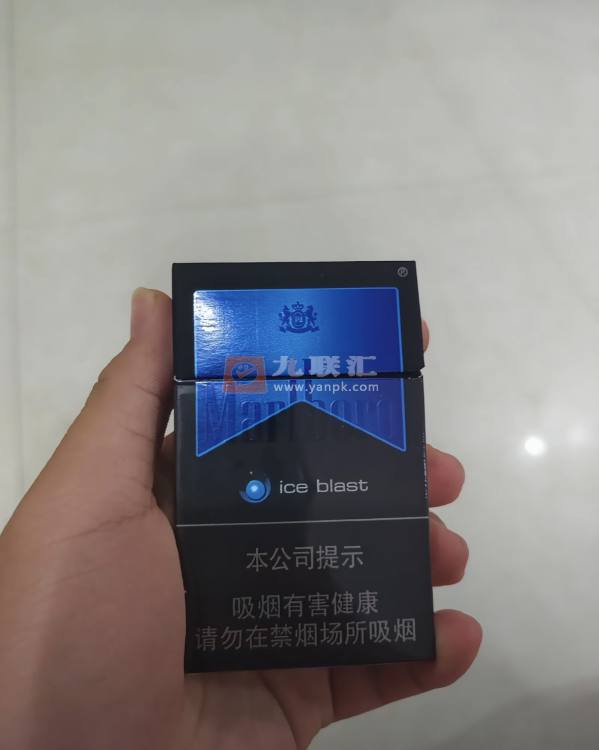 ®
九联汇
www.yanpk.com
Marlboro
ice blast
本公司提示
吸烟有害健康
请勿在禁烟场所吸烟